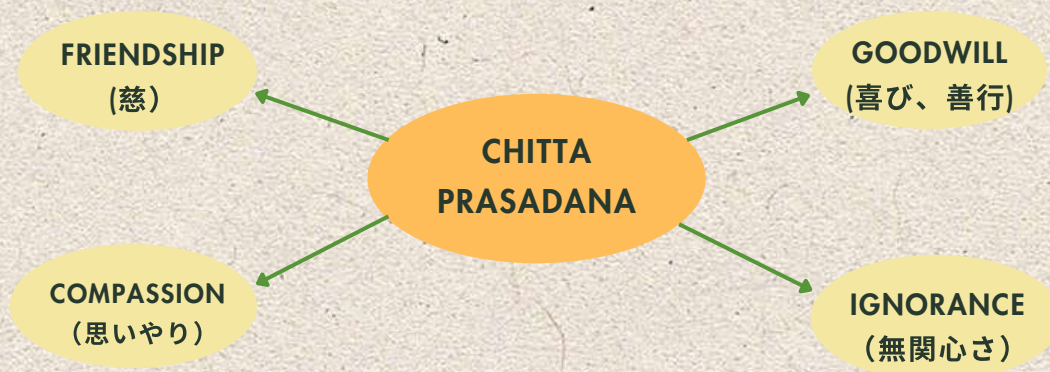 FRIENDSHIP
(慈）
GOODWILL
(喜び、善行)
CHITTA
PRASADANA
COMPASSION
（思いやり）
IGNORANCE
（無関心さ）